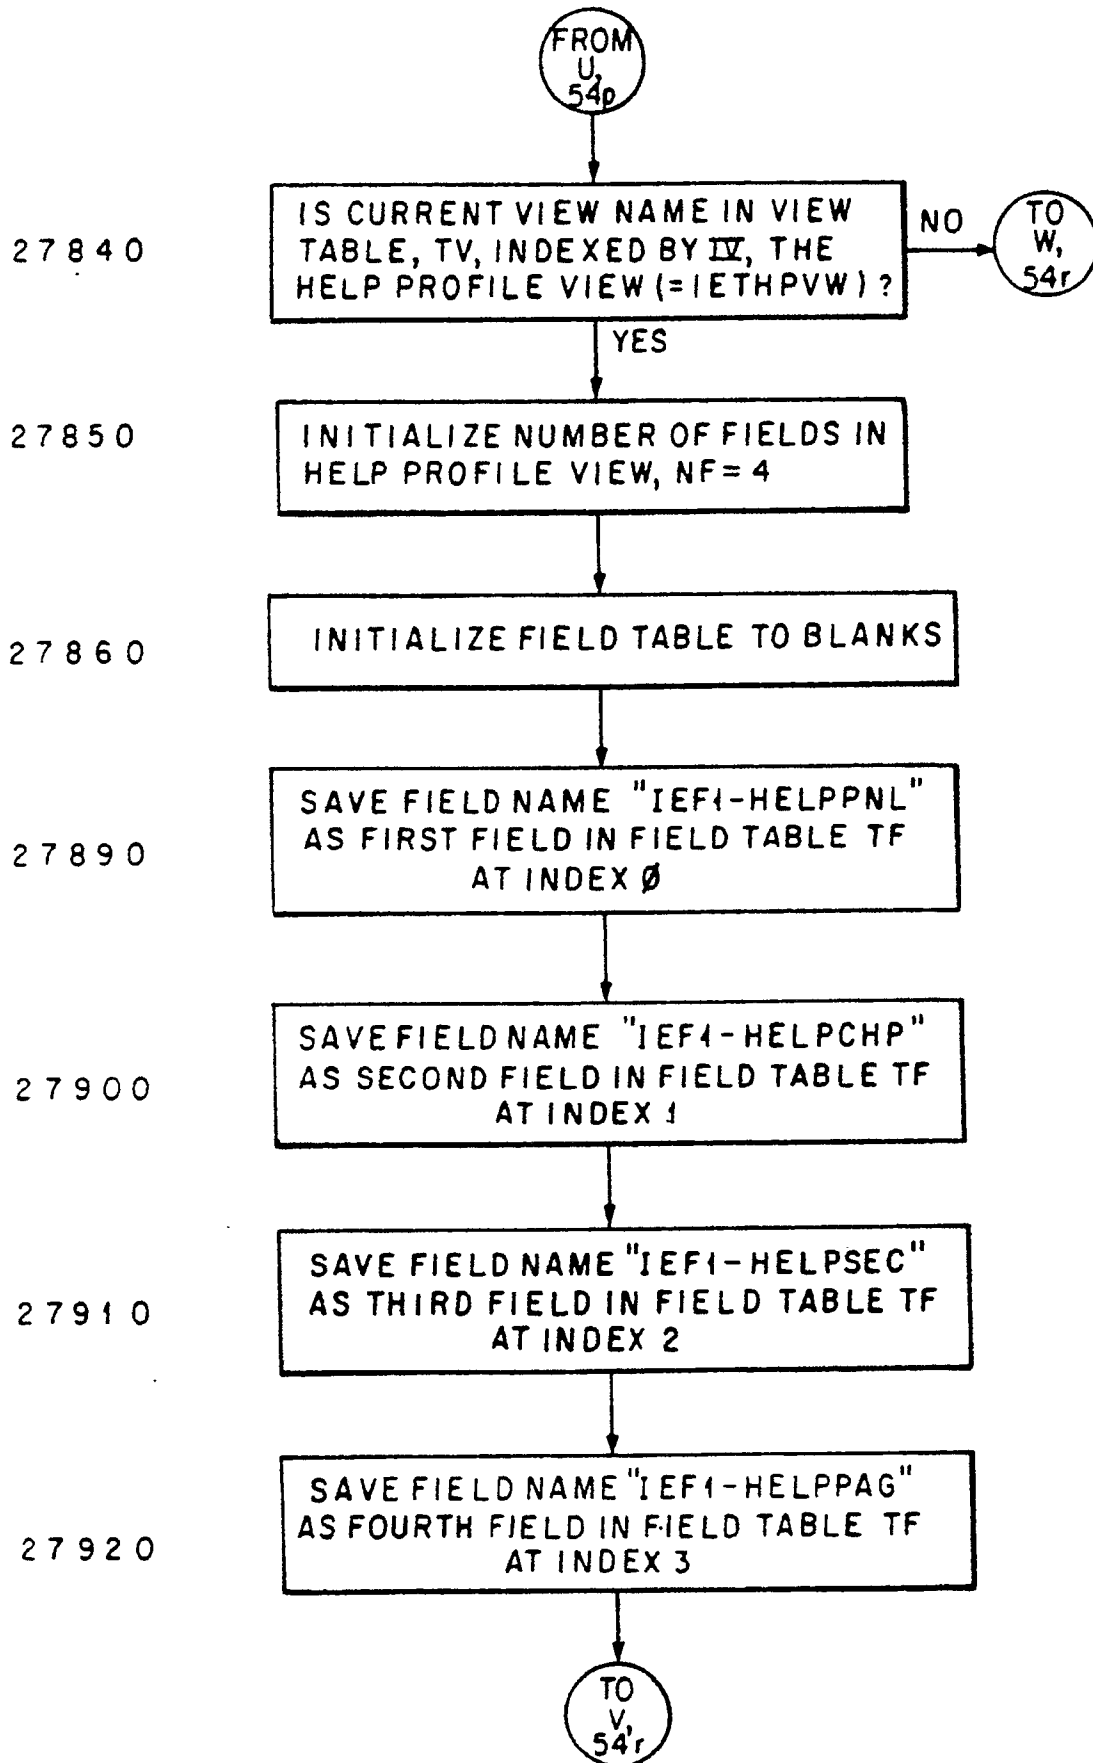 FROM
U,
54p
27840
IS CURRENT VIEW NAME IN VIEW
TABLE, TV, INDEXED BY IV, THE
HELP PROFILE VIEW (=IETHPVW) ?
NO
TO
W,
54r
YES
27850
INITIALIZE NUMBER OF FIELDS IN
HELP PROFILE VIEW, NF=4
27860
INITIALIZE FIELD TABLE TO BLANKS
27890
SAVE FIELD NAME "IEF1-HELPPNL"
AS FIRST FIELD IN FIELD TABLE TF
AT INDEX Ø
27900
SAVE FIELD NAME "IEF1-HELPCHP"
AS SECOND FIELD IN FIELD TABLE TF
AT INDEX 1
27910
SAVE FIELD NAME "IEF1-HELPSEC"
AS THIRD FIELD IN FIELD TABLE TF
AT INDEX 2
27920
SAVE FIELD NAME "IEF1-HELPPAG"
AS FOURTH FIELD IN FIELD TABLE TF
AT INDEX 3
TO
V,
54'r